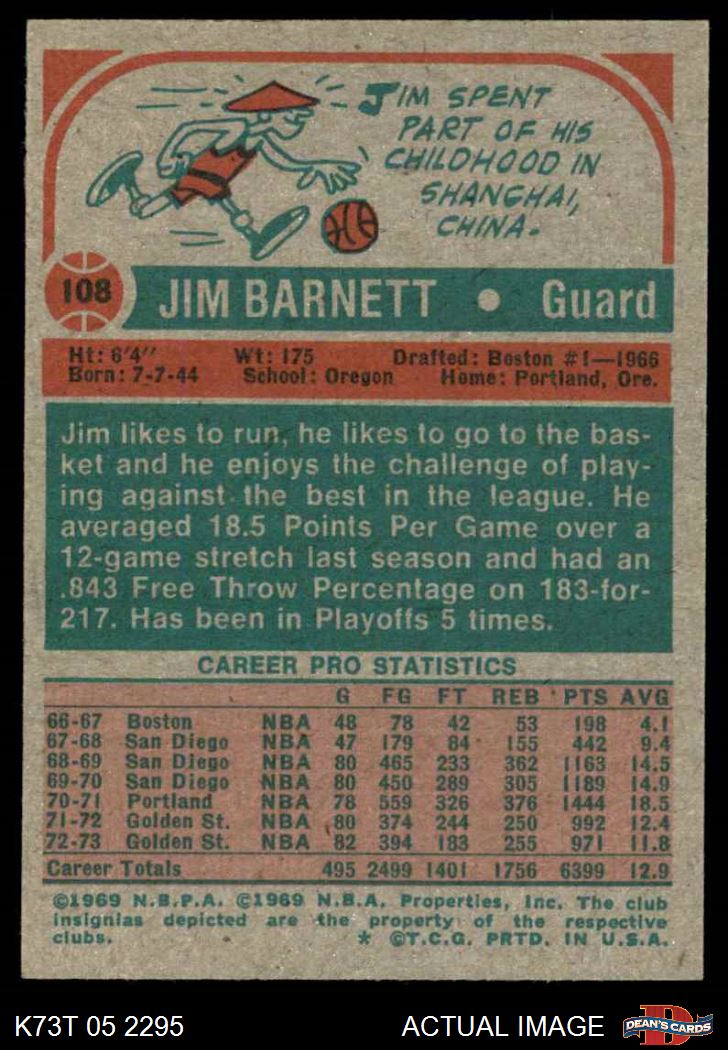 JIM SPENT
PART OF HIS
CHILDHOOD IN
SHANGHAI,
CHINA.
108 JIM BARNETT • Guard
Ht: 6'4" Wt: 175 Drafted: Boston #1—1966
Born: 7-7-44 School: Oregon Home: Portland, Ore.
Jim likes to run, he likes to go to the bas-
ket and he enjoys the challenge of play-
ing against the best in the league. He
averaged 18.5 Points Per Game over a
12-game stretch last season and had an
.843 Free Throw Percentage on 183-for-
217. Has been in Playoffs 5 times.
CAREER PRO STATISTICS
G FG FT REB PTS AVG
66-67 Boston NBA 48 78 42 53 198 4.1
67-68 San Diego NBA 47 179 84 155 442 9.4
68-69 San Diego NBA 80 465 233 362 1163 14.5
69-70 San Diego NBA 80 450 289 305 1189 14.9
70-71 Portland NBA 78 559 326 376 1444 18.5
71-72 Golden St. NBA 80 374 244 250 992 12.4
72-73 Golden St. NBA 82 394 183 255 971 11.8
Career Totals 495 2499 1401 1756 6399 12.9
©1969 N.B.P.A. ©1969 N.B.A. Properties, Inc. The club
insignias depicted are the property of the respective
clubs. * ©T.C.G. PRTD. IN U.S.A.
K73T 05 2295 ACTUAL IMAGE D DEAN'S CARDS